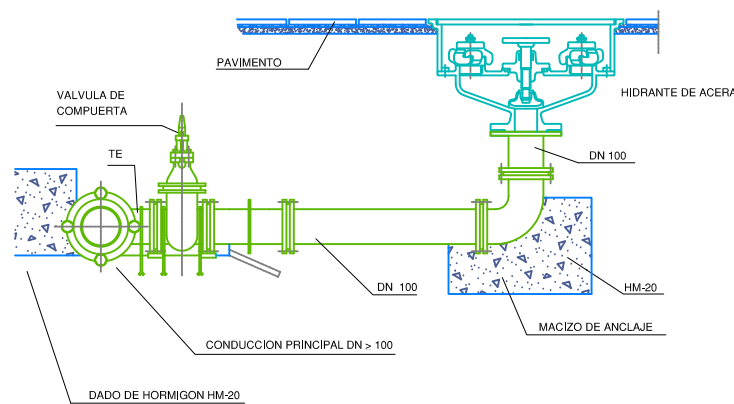 PAVIMENTO
HIDRANTE DE ACERA
VALVULA DE
COMPUERTA
TE
DN 100
DN 100
HM-20
MACIZO DE ANCLAJE
CONDUCCION PRINCIPAL DN > 100
DADO DE HORMIGON HM-20